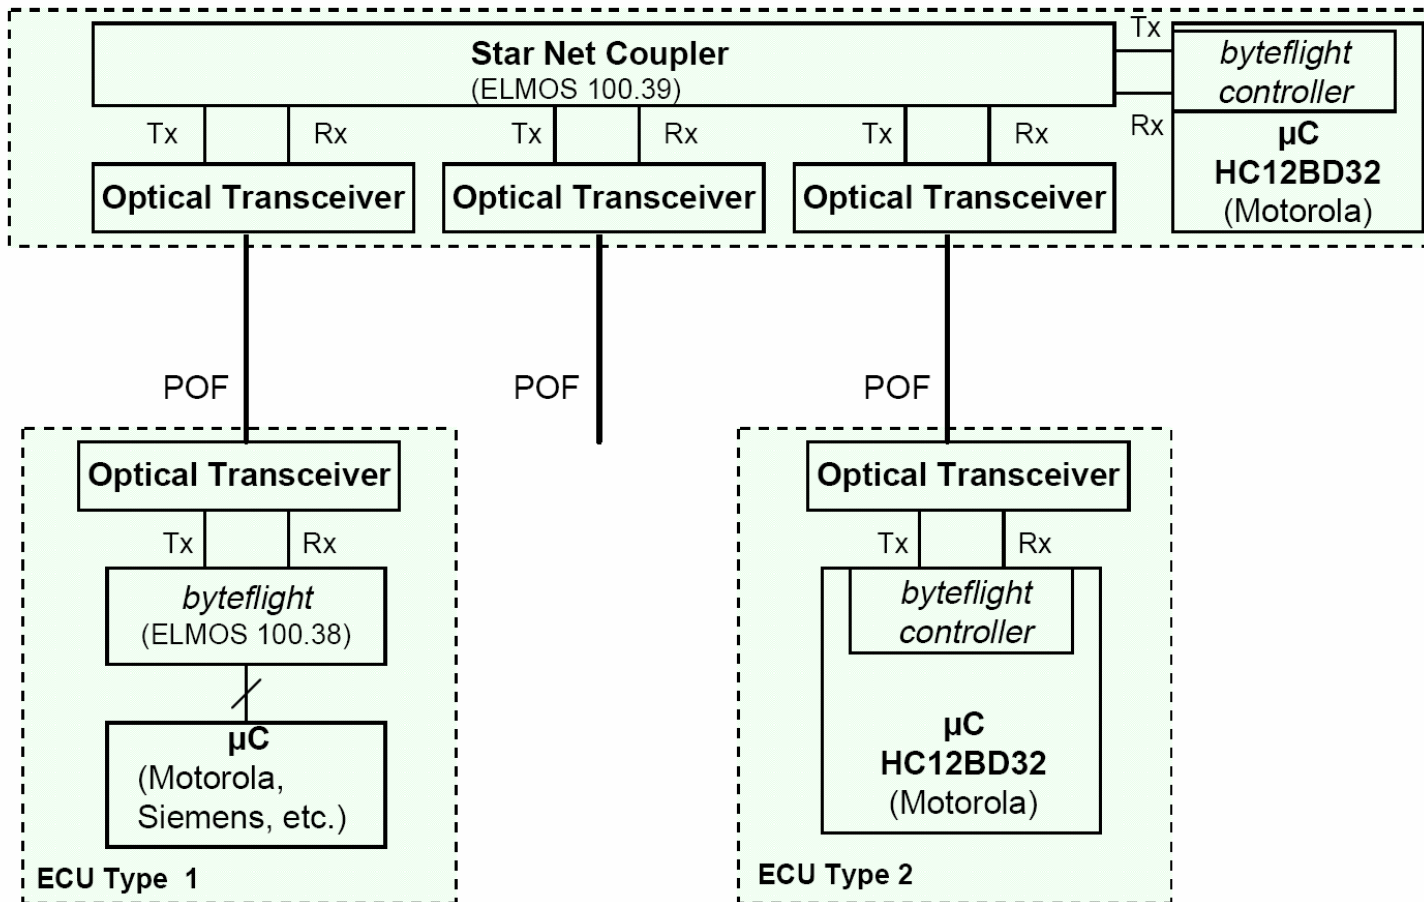 Star Net Coupler
(ELMOS 100.39)
Tx
Rx
byteflight
controller
µC
HC12BD32
(Motorola)
Tx
Rx
Tx
Rx
Tx
Rx
Optical Transceiver
Optical Transceiver
Optical Transceiver
POF
POF
POF
Optical Transceiver
Tx
Rx
byteflight
(ELMOS 100.38)
µC
(Motorola,
Siemens, etc.)
ECU Type 1
Optical Transceiver
Tx
Rx
byteflight
controller
µC
HC12BD32
(Motorola)
ECU Type 2